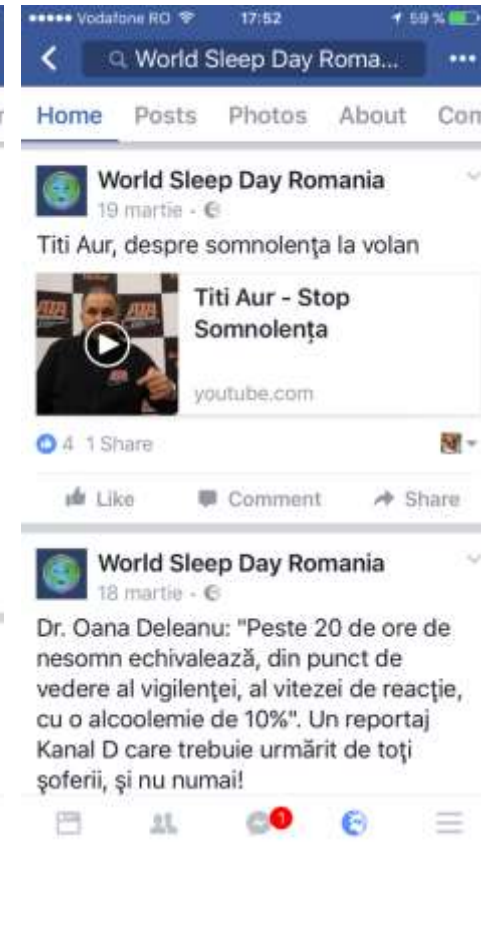 Vodafone RO 17:52 59 %
World Sleep Day Roma...
Home Posts Photos About Con
World Sleep Day Romania
19 martie
Titi Aur, despre somnolența la volan
Titi Aur - Stop
Somnolența
youtube.com
4 1 Share
Like Comment Share
World Sleep Day Romania
18 martie
Dr. Oana Deleanu: "Peste 20 de ore de
nesomn echivalează, din punct de
vedere al vigilenţei, al vitezei de reacţie,
cu o alcoolemie de 10%". Un reportaj
Kanal D care trebuie urmărit de toţi
şoferii, şi nu numai!
1